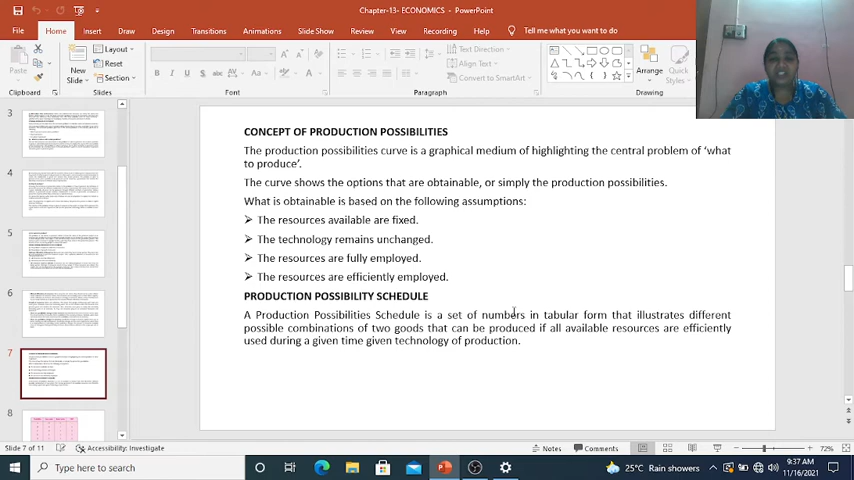 Chapter-13- ECONOMICS - PowerPoint
File Home Insert Draw Design Transitions Animations Slide Show Review View Recording Help Tell me what you want to do
Paste New Slide Layout Reset Section Text Direction Align Text Convert to SmartArt Arrange Quick Styles
B I U S
Clipboard Slides Font Paragraph Drawing
3
4
5
6
7
8
CONCEPT OF PRODUCTION POSSIBILITIES
The production possibilities curve is a graphical medium of highlighting the central problem of ‘what
to produce’.
The curve shows the options that are obtainable, or simply the production possibilities.
What is obtainable is based on the following assumptions:
➢ The resources available are fixed.
➢ The technology remains unchanged.
➢ The resources are fully employed.
➢ The resources are efficiently employed.
PRODUCTION POSSIBILITY SCHEDULE
A Production Possibilities Schedule is a set of numbers in tabular form that illustrates different
possible combinations of two goods that can be produced if all available resources are efficiently
used during a given time given technology of production.
Slide 7 of 11 Accessibility: Investigate Notes Comments 72%
Type here to search 25°C Rain showers 9:37 AM
11/16/2021